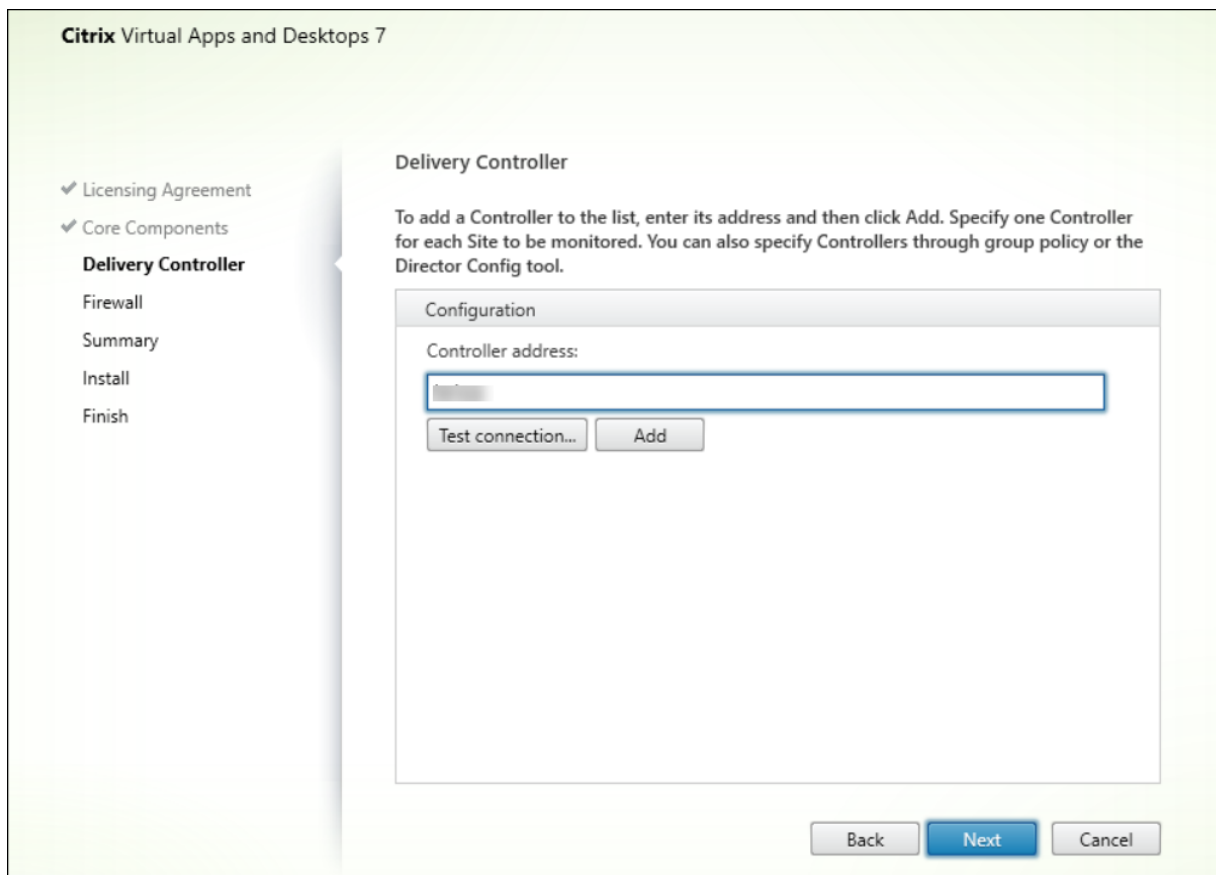 Citrix Virtual Apps and Desktops 7
Licensing Agreement
Core Components
Delivery Controller
Firewall
Summary
Install
Finish
Delivery Controller
To add a Controller to the list, enter its address and then click Add. Specify one Controller
for each Site to be monitored. You can also specify Controllers through group policy or the
Director Config tool.
Configuration
Controller address:
Test connection...
Add
Back
Next
Cancel